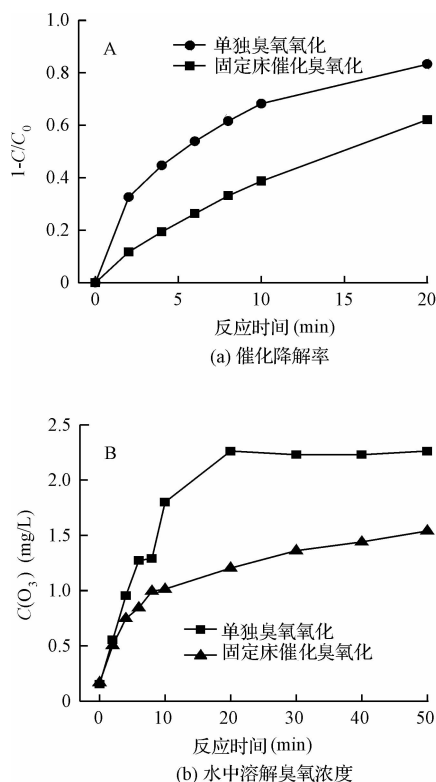 A
单独臭氧氧化
固定床催化臭氧化
1.0
0.8
0.6
0.4
0.2
0
1-C/C₀
0 5 10 15 20
反应时间 (min)
(a) 催化降解率
B
2.5
2.0
1.5
1.0
0.5
0
C(O₃) (mg/L)
单独臭氧氧化
固定床催化臭氧化
0 10 20 30 40 50
反应时间 (min)
(b) 水中溶解臭氧浓度